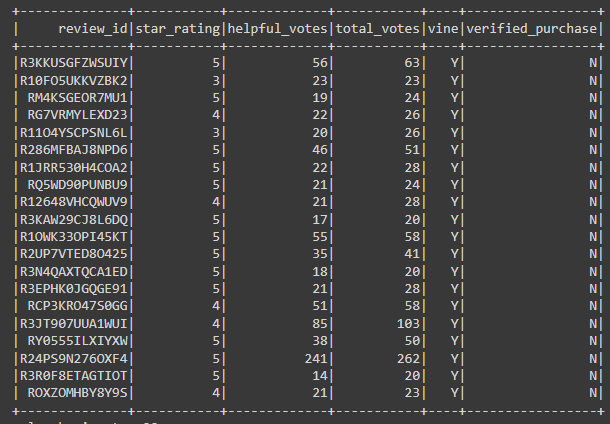 +--------------+-----------+-------------+-----------+----+-----------------+
|     review_id|star_rating|helpful_votes|total_votes|vine|verified_purchase|
+--------------+-----------+-------------+-----------+----+-----------------+
|R3KKUSGFZWSUIY|          5|           56|         63|   Y|                N|
|R10FO5UKKVZBK2|          3|           23|         23|   Y|                N|
| RM4KSGEOR7MU1|          5|           19|         24|   Y|                N|
| RG7VRMYLEXD23|          4|           22|         26|   Y|                N|
|R11O4YSCPSNL6L|          3|           20|         26|   Y|                N|
|R286MFBAJ8NPD6|          5|           46|         51|   Y|                N|
|R1JRR530H4COA2|          5|           22|         28|   Y|                N|
| RQ5WD90PUNBU9|          5|           21|         24|   Y|                N|
|R12648VHCQWUV9|          4|           21|         28|   Y|                N|
|R3KAW29CJ8L6DQ|          5|           17|         20|   Y|                N|
|R1OWK33OPI45KT|          5|           55|         58|   Y|                N|
|R2UP7VTED8O425|          5|           35|         41|   Y|                N|
|R3N4QAXTQCA1ED|          5|           18|         20|   Y|                N|
|R3EPHK0JGQGE91|          5|           21|         28|   Y|                N|
| RCP3KRO47S0GG|          4|           51|         58|   Y|                N|
|R3JT907UUA1WUI|          4|           85|        103|   Y|                N|
| RY0555ILXIYXW|          5|           38|         50|   Y|                N|
|R24PS9N276OXF4|          5|          241|        262|   Y|                N|
|R3R0F8ETAGTIOT|          5|           14|         20|   Y|                N|
| ROXZOMHBY8Y9S|          4|           21|         23|   Y|                N|
+--------------+-----------+-------------+-----------+----+-----------------+